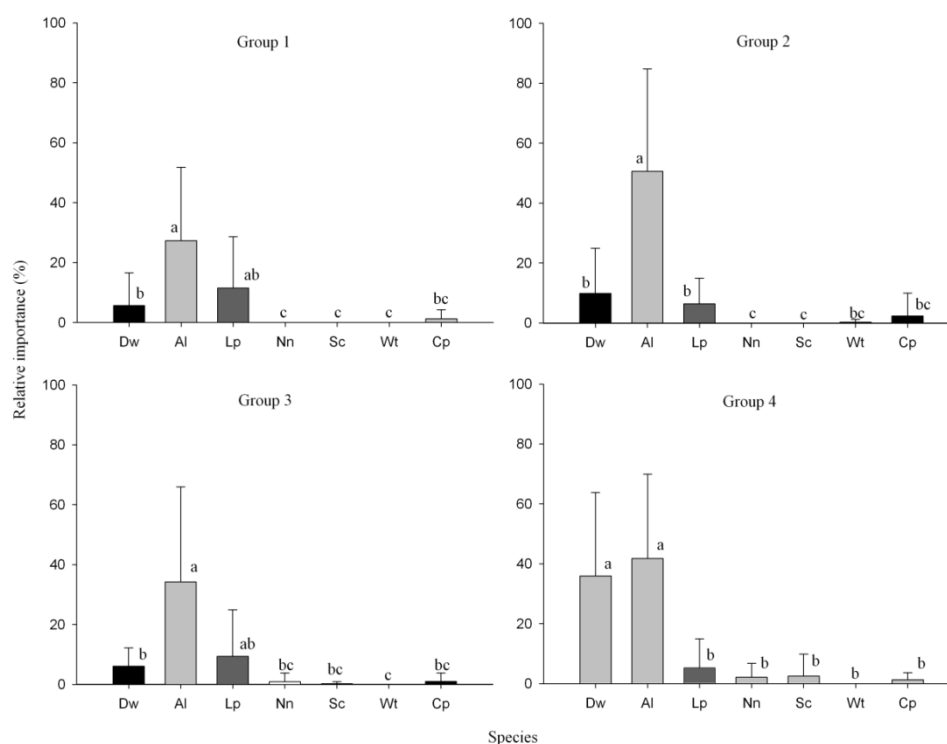 Relative importance (%)
Group 1
100
80
60
40
20
0
a
b
ab
c
c
c
bc
Dw Al Lp Nn Sc Wt Cp
Group 2
100
80
60
40
20
0
b
a
b
c
c
bc
bc
Dw Al Lp Nn Sc Wt Cp
Group 3
100
80
60
40
20
0
b
a
ab
bc
bc
c
bc
Dw Al Lp Nn Sc Wt Cp
Group 4
100
80
60
40
20
0
a
a
b
b
b
b
b
Dw Al Lp Nn Sc Wt Cp
Species